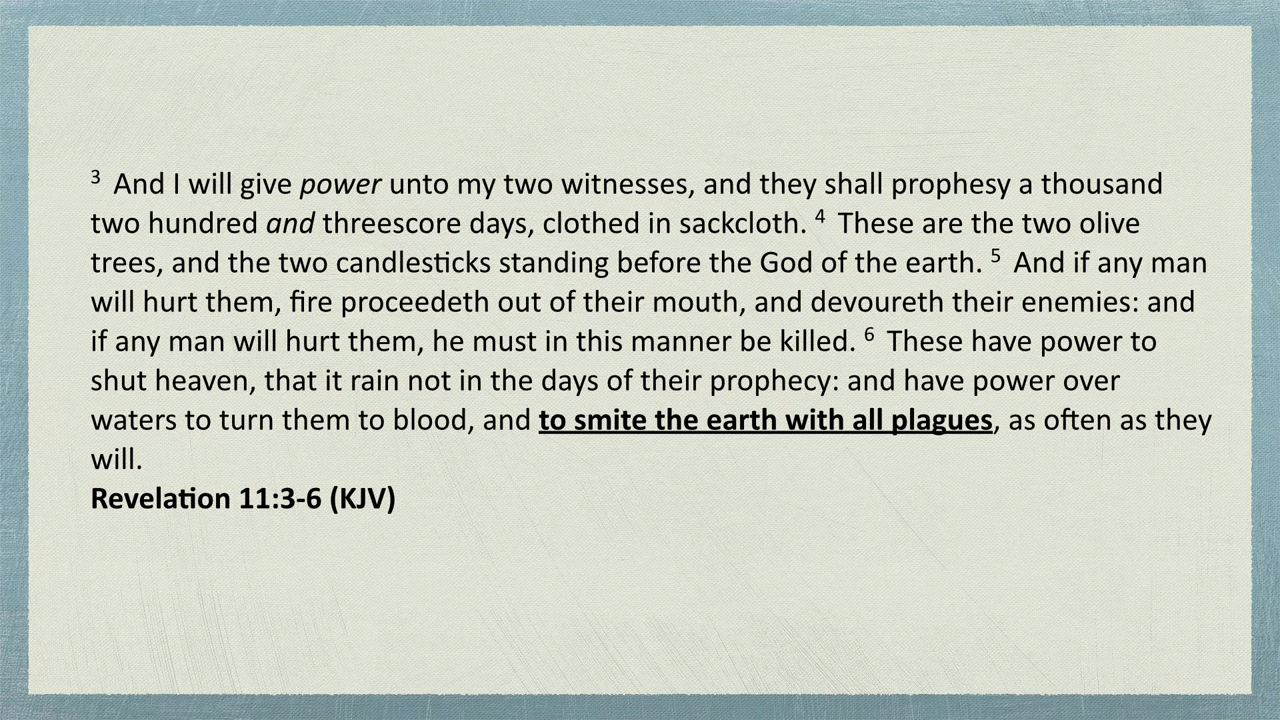 3 And I will give power unto my two witnesses, and they shall prophesy a thousand
two hundred and threescore days, clothed in sackcloth. 4 These are the two olive
trees, and the two candlesticks standing before the God of the earth. 5 And if any man
will hurt them, fire proceedeth out of their mouth, and devoureth their enemies: and
if any man will hurt them, he must in this manner be killed. 6 These have power to
shut heaven, that it rain not in the days of their prophecy: and have power over
waters to turn them to blood, and to smite the earth with all plagues, as often as they
will.
Revelation 11:3-6 (KJV)